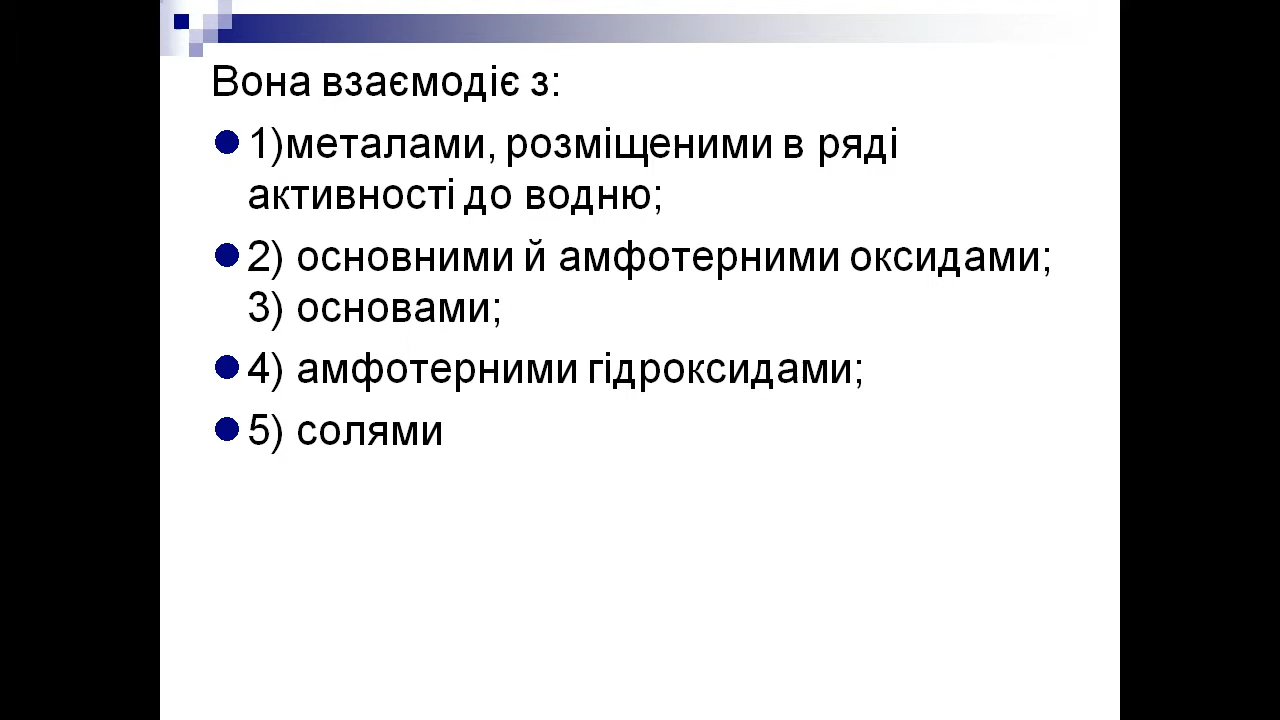 Вона взаємодіє з:
1)металами, розміщеними в ряді
активності до водню;
2) основними й амфотерними оксидами;
3) основами;
4) амфотерними гідроксидами;
5) солями